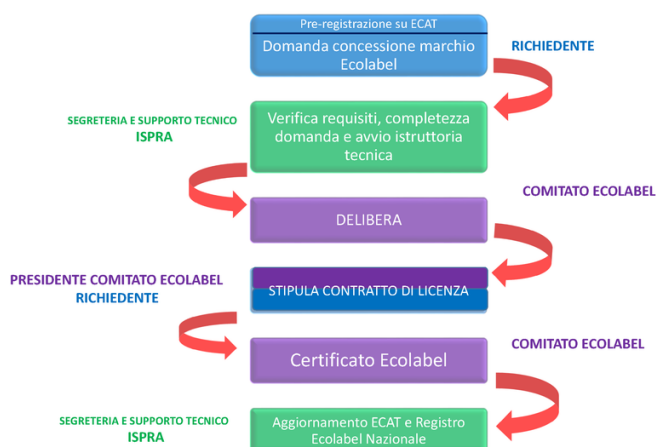 Pre-registrazione su ECAT
Domanda concessione marchio
Ecolabel
RICHIEDENTE
SEGRETERIA E SUPPORTO TECNICO
ISPRA
Verifica requisiti, completezza
domanda e avvio istruttoria
tecnica
COMITATO ECOLABEL
DELIBERA
PRESIDENTE COMITATO ECOLABEL
RICHIEDENTE
STIPULA CONTRATTO DI LICENZA
Certificato Ecolabel
COMITATO ECOLABEL
SEGRETERIA E SUPPORTO TECNICO
ISPRA
Aggiornamento ECAT e Registro
Ecolabel Nazionale